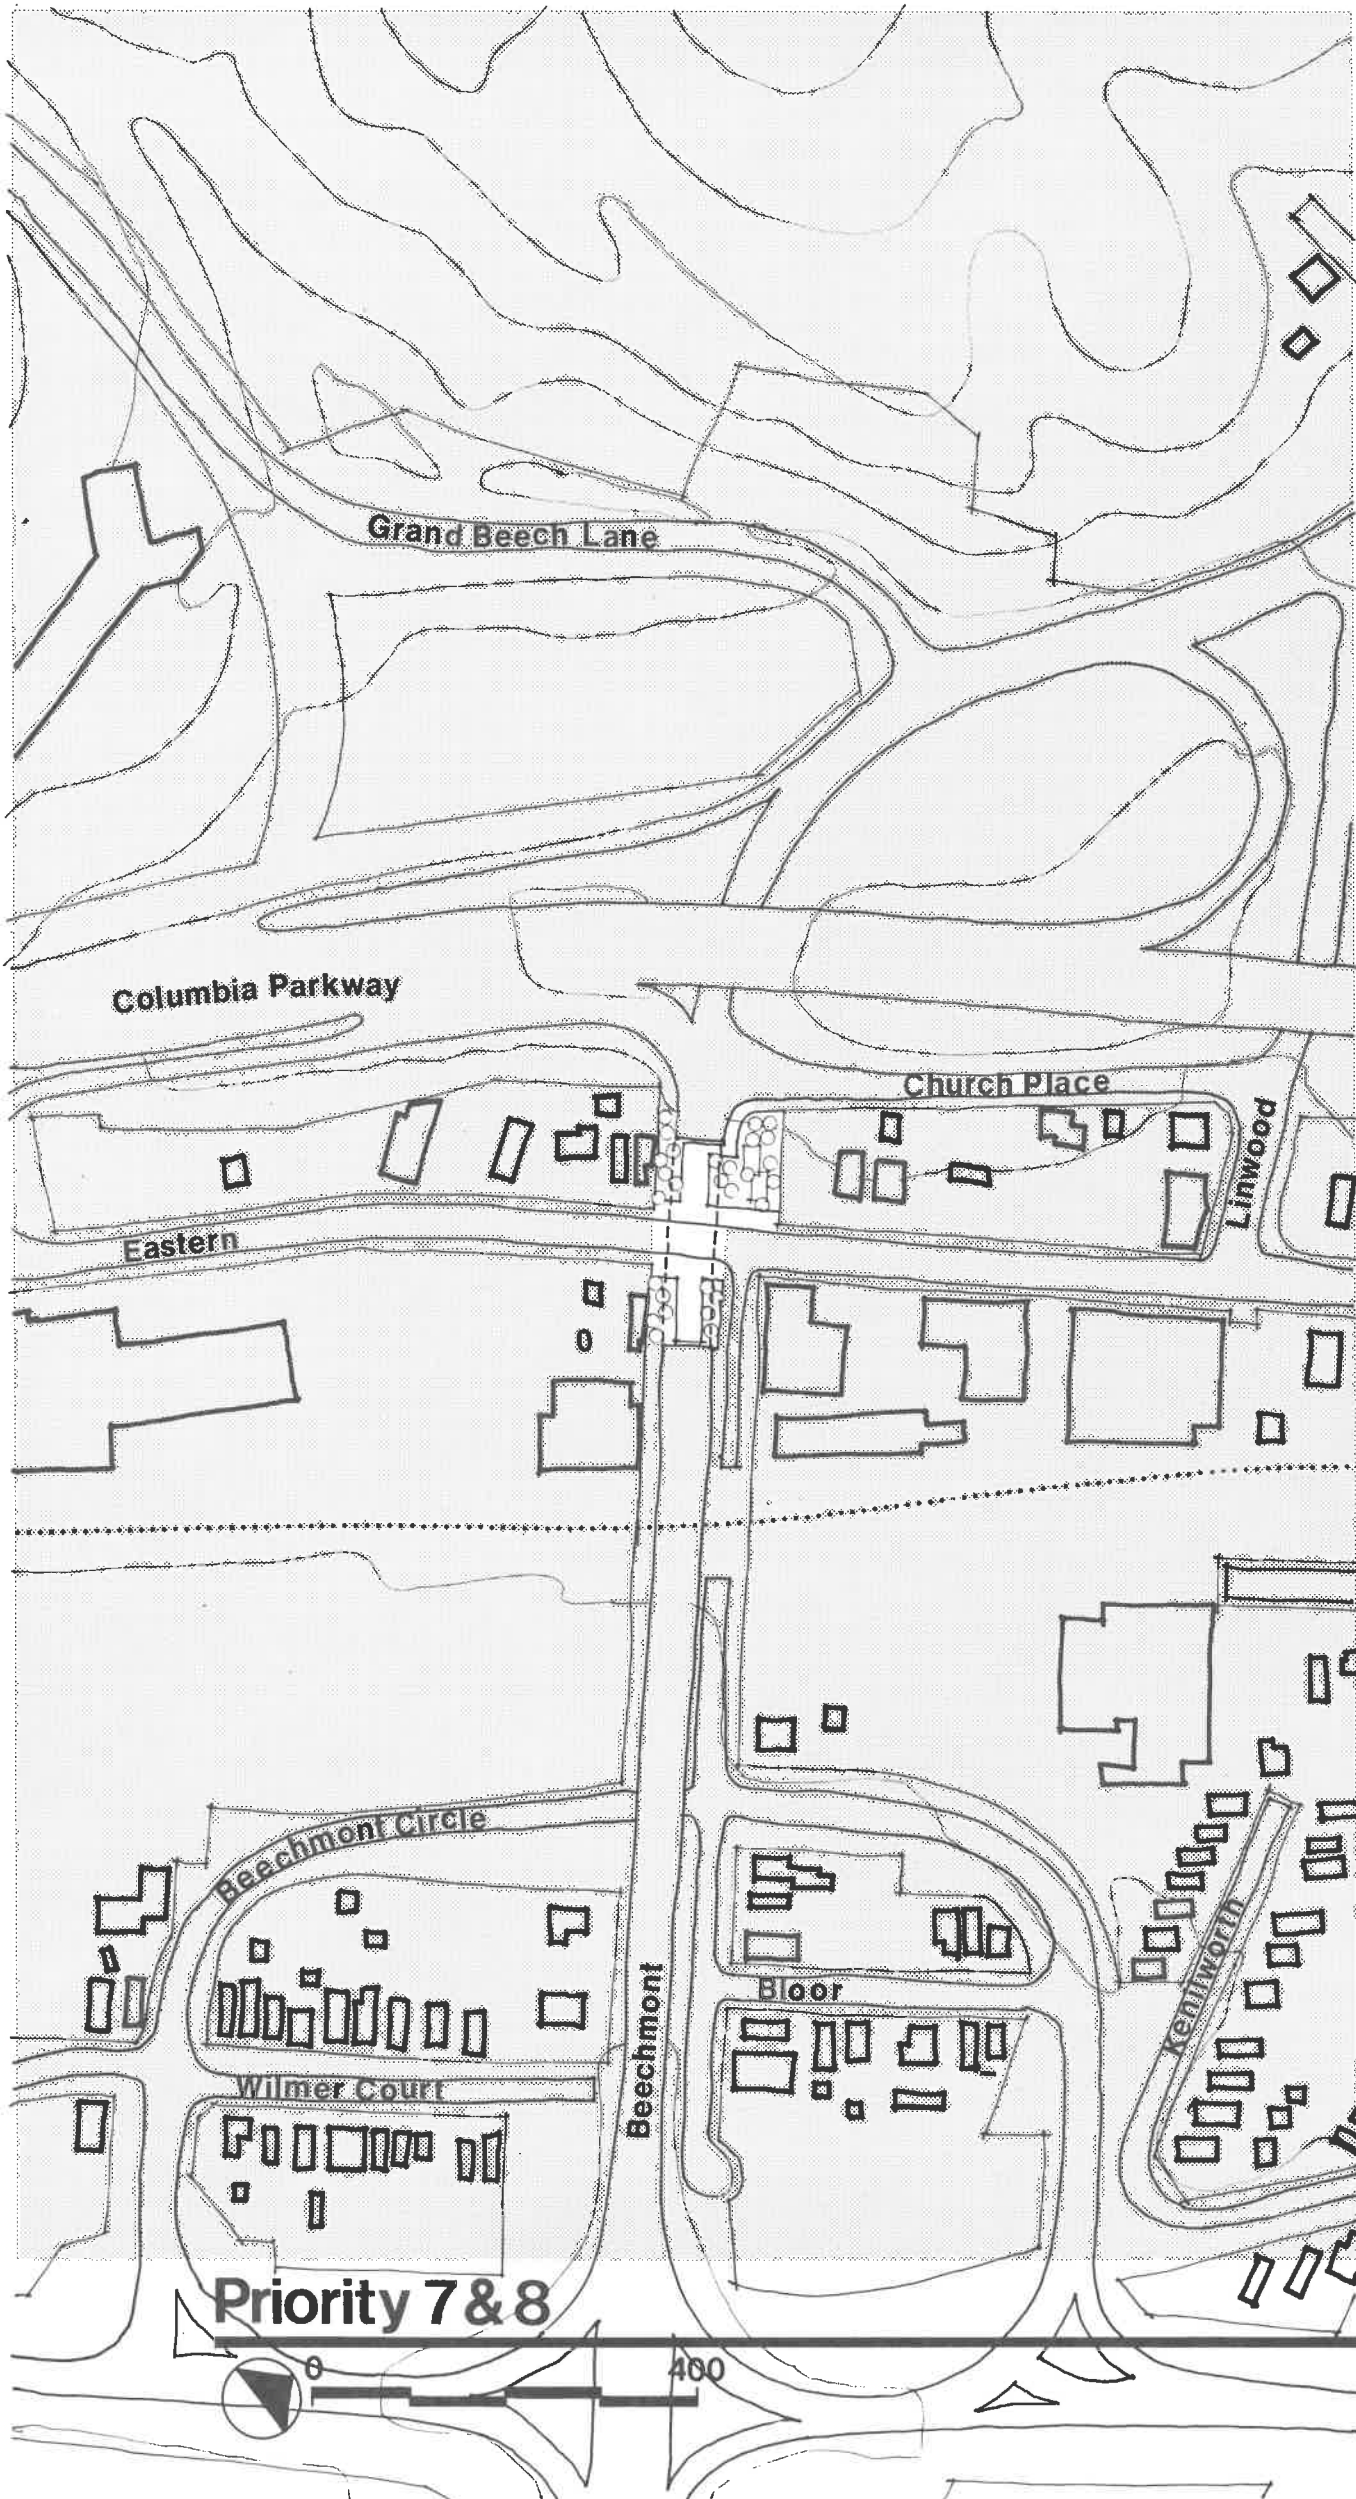 Grand Beech Lane
Columbia Parkway
Church Place
Linwood
Eastern
Beechmont Circle
Bloor
Kenilworth
Beechmont
Wilmer Court
Priority 7 & 8
0 400